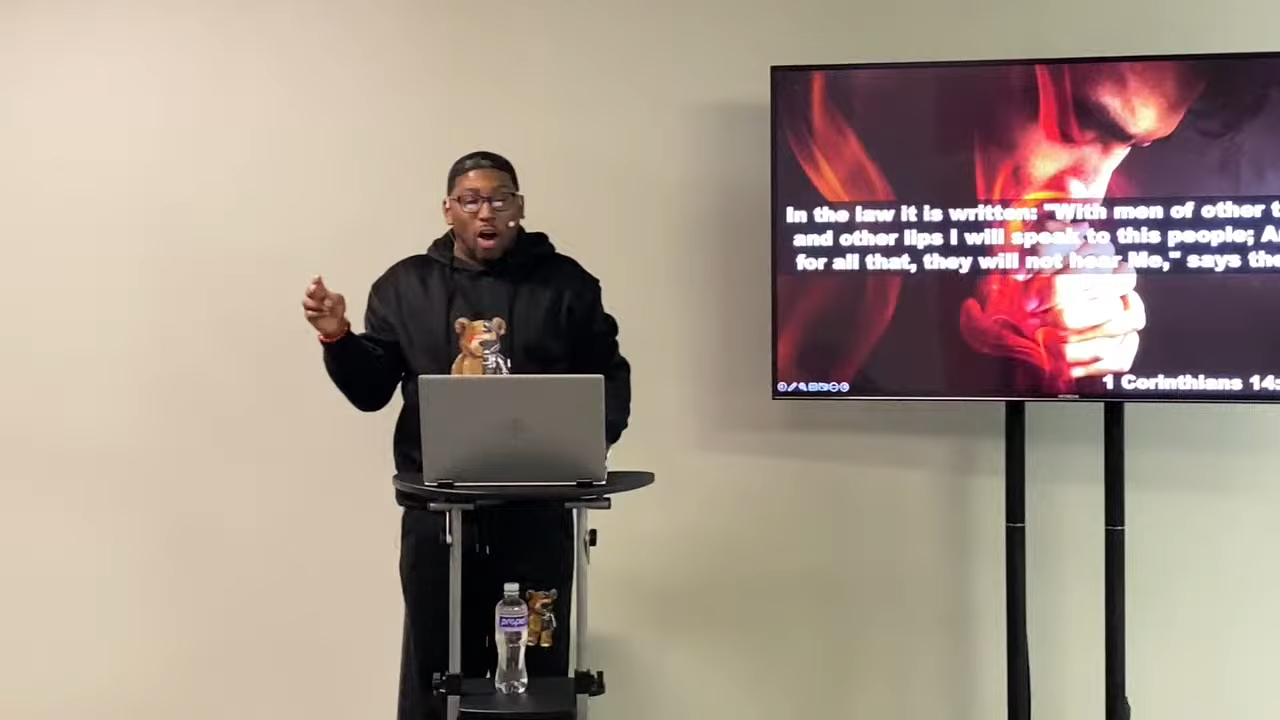 In the law it is written: "With men of other t
and other lips I will speak to this people; A
for all that, they will not hear Me," says the
1 Corinthians 14:
propel